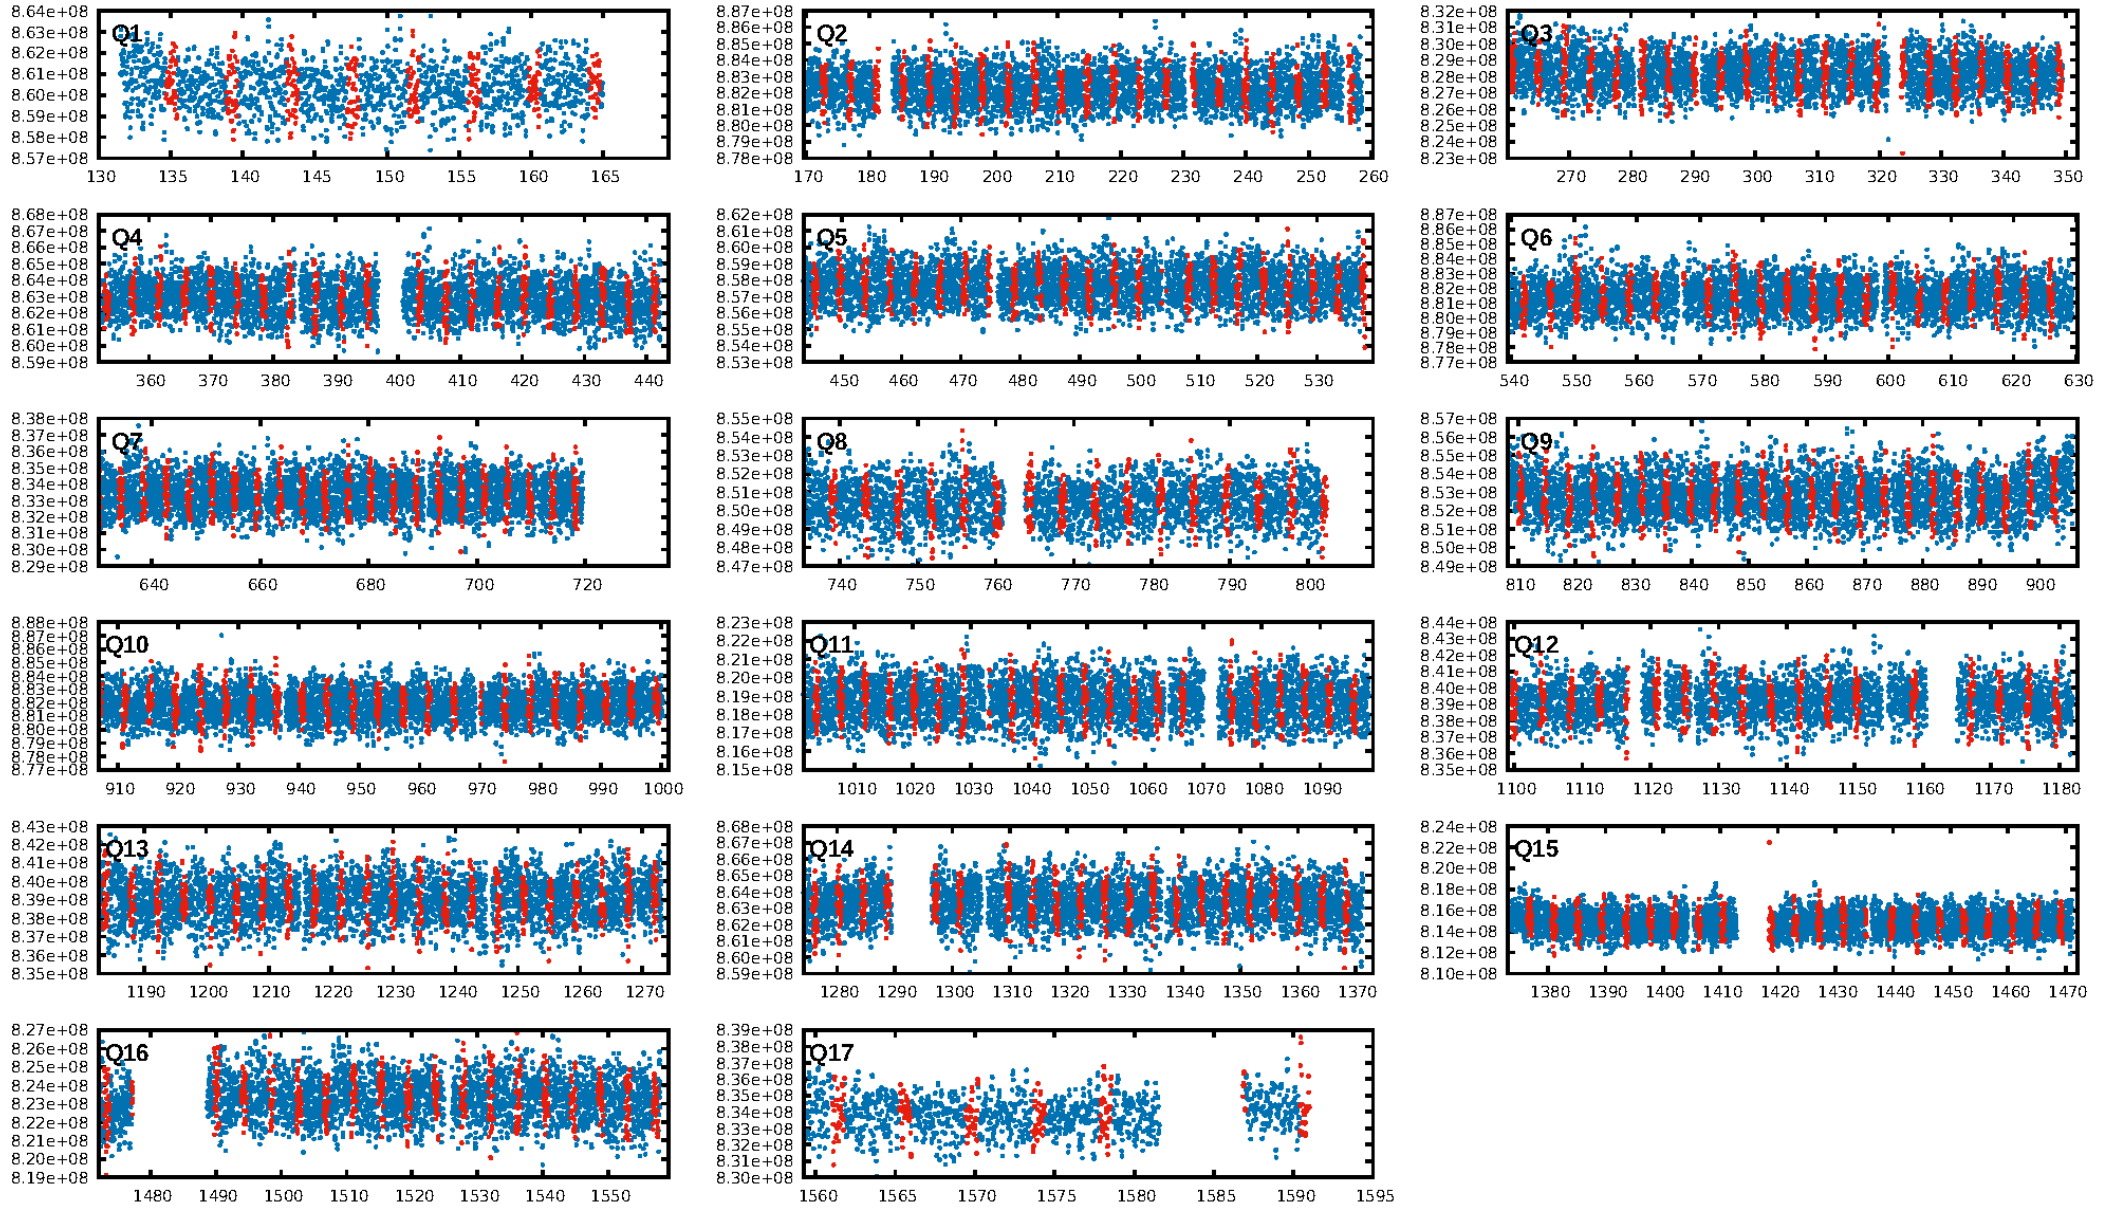 Q1
8.64e+08
8.63e+08
8.62e+08
8.61e+08
8.60e+08
8.59e+08
8.58e+08
8.57e+08
130 135 140 145 150 155 160 165
Q2
8.87e+08
8.86e+08
8.85e+08
8.84e+08
8.83e+08
8.82e+08
8.81e+08
8.80e+08
8.79e+08
8.78e+08
170 180 190 200 210 220 230 240 250 260
Q3
8.32e+08
8.31e+08
8.30e+08
8.29e+08
8.28e+08
8.27e+08
8.26e+08
8.25e+08
8.24e+08
8.23e+08
270 280 290 300 310 320 330 340 350
Q4
8.68e+08
8.67e+08
8.66e+08
8.65e+08
8.64e+08
8.63e+08
8.62e+08
8.61e+08
8.60e+08
8.59e+08
360 370 380 390 400 410 420 430 440
Q5
8.62e+08
8.61e+08
8.60e+08
8.59e+08
8.58e+08
8.57e+08
8.56e+08
8.55e+08
8.54e+08
8.53e+08
450 460 470 480 490 500 510 520 530
Q6
8.87e+08
8.86e+08
8.85e+08
8.84e+08
8.83e+08
8.82e+08
8.81e+08
8.80e+08
8.79e+08
8.78e+08
8.77e+08
540 550 560 570 580 590 600 610 620 630
Q7
8.38e+08
8.37e+08
8.36e+08
8.35e+08
8.34e+08
8.33e+08
8.32e+08
8.31e+08
8.30e+08
8.29e+08
640 660 680 700 720
Q8
8.55e+08
8.54e+08
8.53e+08
8.52e+08
8.51e+08
8.50e+08
8.49e+08
8.48e+08
8.47e+08
740 750 760 770 780 790 800
Q9
8.57e+08
8.56e+08
8.55e+08
8.54e+08
8.53e+08
8.52e+08
8.51e+08
8.50e+08
8.49e+08
810 820 830 840 850 860 870 880 890 900
Q10
8.88e+08
8.87e+08
8.86e+08
8.85e+08
8.84e+08
8.83e+08
8.82e+08
8.81e+08
8.80e+08
8.79e+08
8.78e+08
8.77e+08
910 920 930 940 950 960 970 980 990 1000
Q11
8.23e+08
8.22e+08
8.21e+08
8.20e+08
8.19e+08
8.18e+08
8.17e+08
8.16e+08
8.15e+08
1010 1020 1030 1040 1050 1060 1070 1080 1090
Q12
8.44e+08
8.43e+08
8.42e+08
8.41e+08
8.40e+08
8.39e+08
8.38e+08
8.37e+08
8.36e+08
8.35e+08
1100 1110 1120 1130 1140 1150 1160 1170 1180
Q13
8.43e+08
8.42e+08
8.41e+08
8.40e+08
8.39e+08
8.38e+08
8.37e+08
8.36e+08
8.35e+08
1190 1200 1210 1220 1230 1240 1250 1260 1270
Q14
8.68e+08
8.67e+08
8.66e+08
8.65e+08
8.64e+08
8.63e+08
8.62e+08
8.61e+08
8.60e+08
8.59e+08
1280 1290 1300 1310 1320 1330 1340 1350 1360 1370
Q15
8.24e+08
8.22e+08
8.20e+08
8.18e+08
8.16e+08
8.14e+08
8.12e+08
8.10e+08
1380 1390 1400 1410 1420 1430 1440 1450 1460 1470
Q16
8.27e+08
8.26e+08
8.25e+08
8.24e+08
8.23e+08
8.22e+08
8.21e+08
8.20e+08
8.19e+08
1480 1490 1500 1510 1520 1530 1540 1550
Q17
8.39e+08
8.38e+08
8.37e+08
8.36e+08
8.35e+08
8.34e+08
8.33e+08
8.32e+08
8.31e+08
8.30e+08
1560 1565 1570 1575 1580 1585 1590 1595